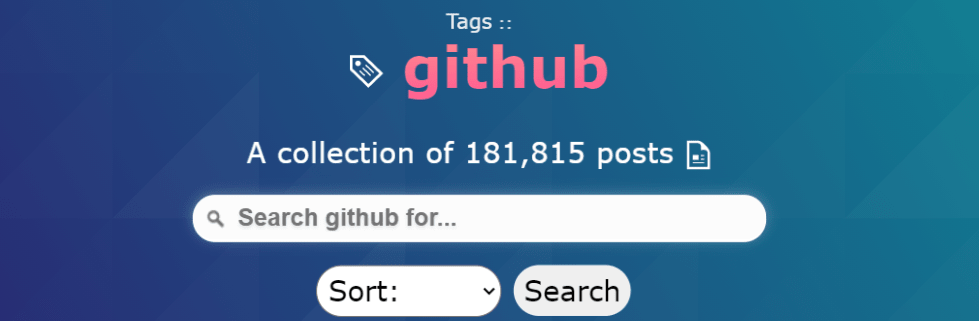 Tags ::
github
A collection of 181,815 posts
Search github for...
Sort: Search